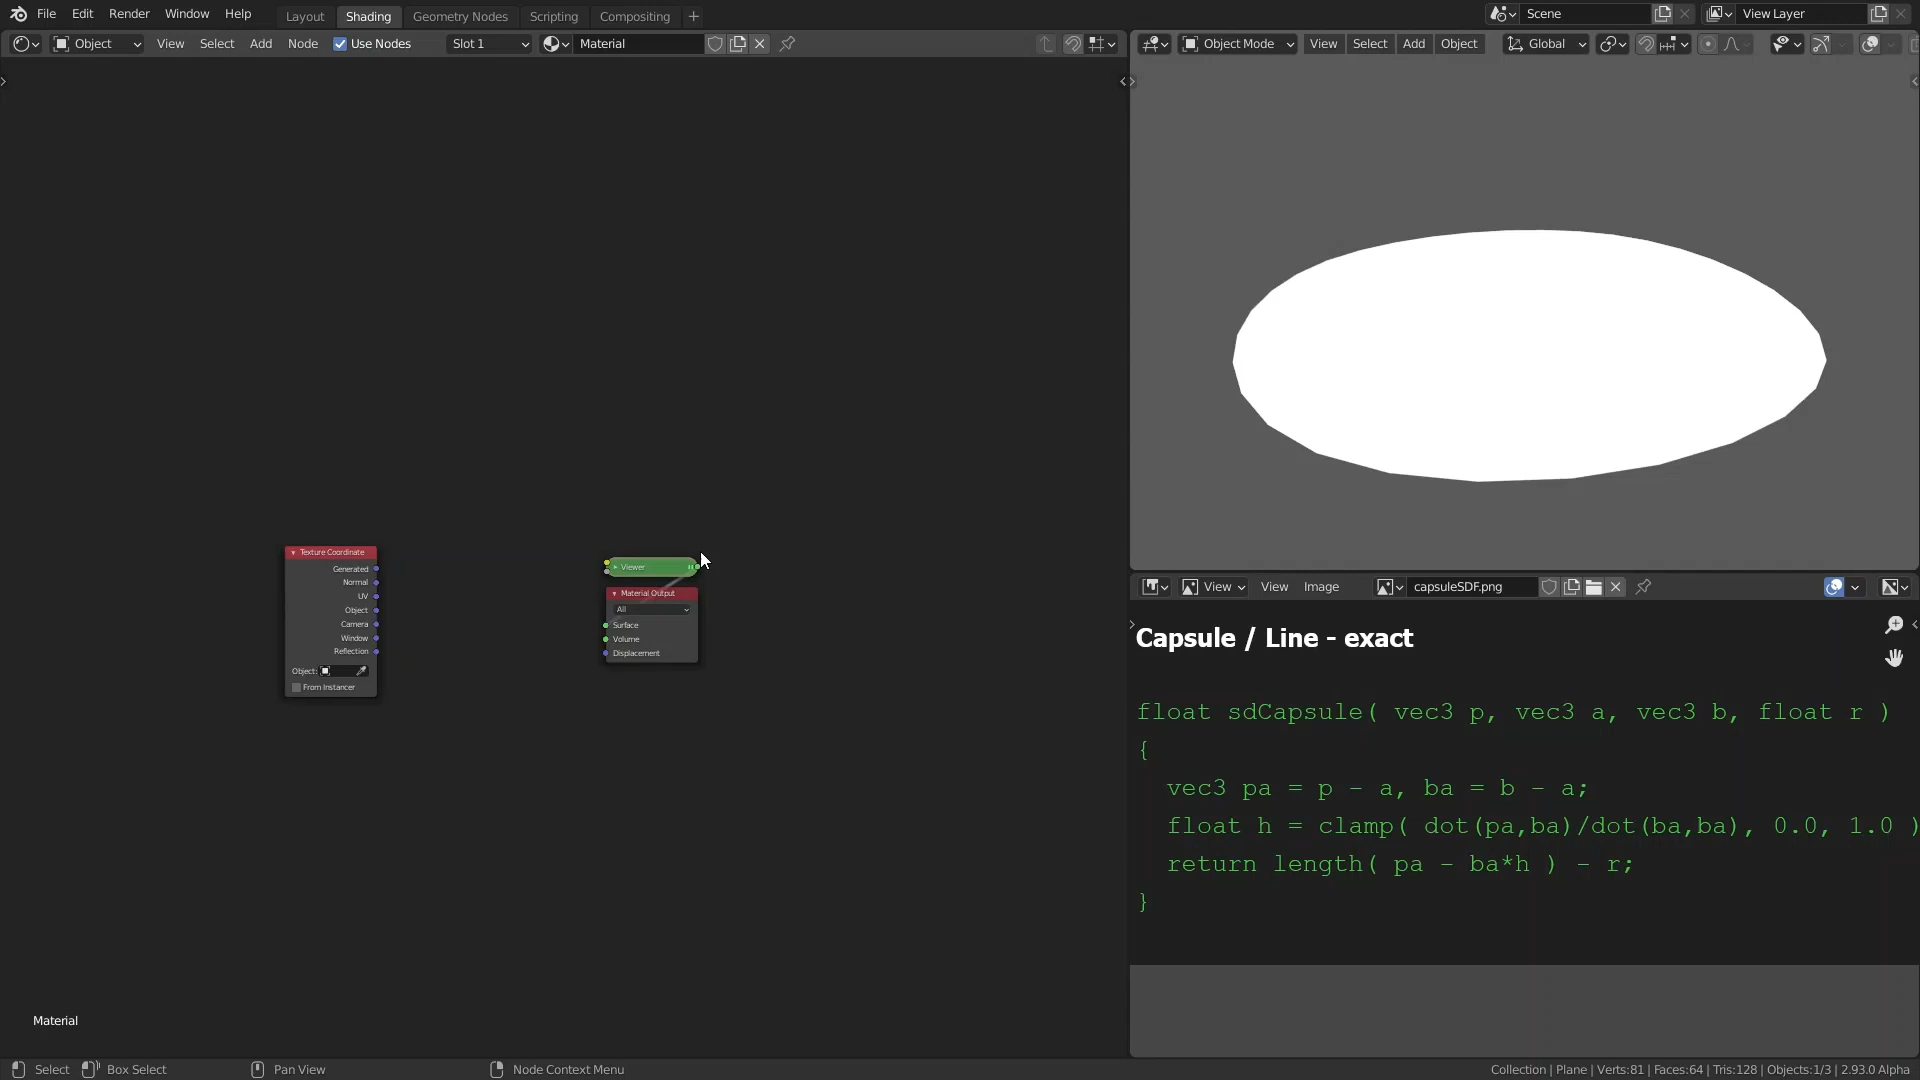 File Edit Render Window Help Layout Shading Geometry Nodes Scripting Compositing + Scene View Layer
Object View Select Add Node Use Nodes Slot 1 Material
Object Mode View Select Add Object Global
Texture Coordinate
Generated
Normal
UV
Object
Camera
Window
Reflection
Object:
From Instancer
Viewer
Material Output
All
Surface
Volume
Displacement
Material
View View Image capsuleSDF.png
Capsule / Line - exact
float sdCapsule( vec3 p, vec3 a, vec3 b, float r )
{
vec3 pa = p - a, ba = b - a;
float h = clamp( dot(pa,ba)/dot(ba,ba), 0.0, 1.0 )
return length( pa - ba*h ) - r;
}
Select Box Select Pan View Node Context Menu Collection | Plane | Verts:81 | Faces:64 | Tris:128 | Objects:1/3 | 2.93.0 Alpha